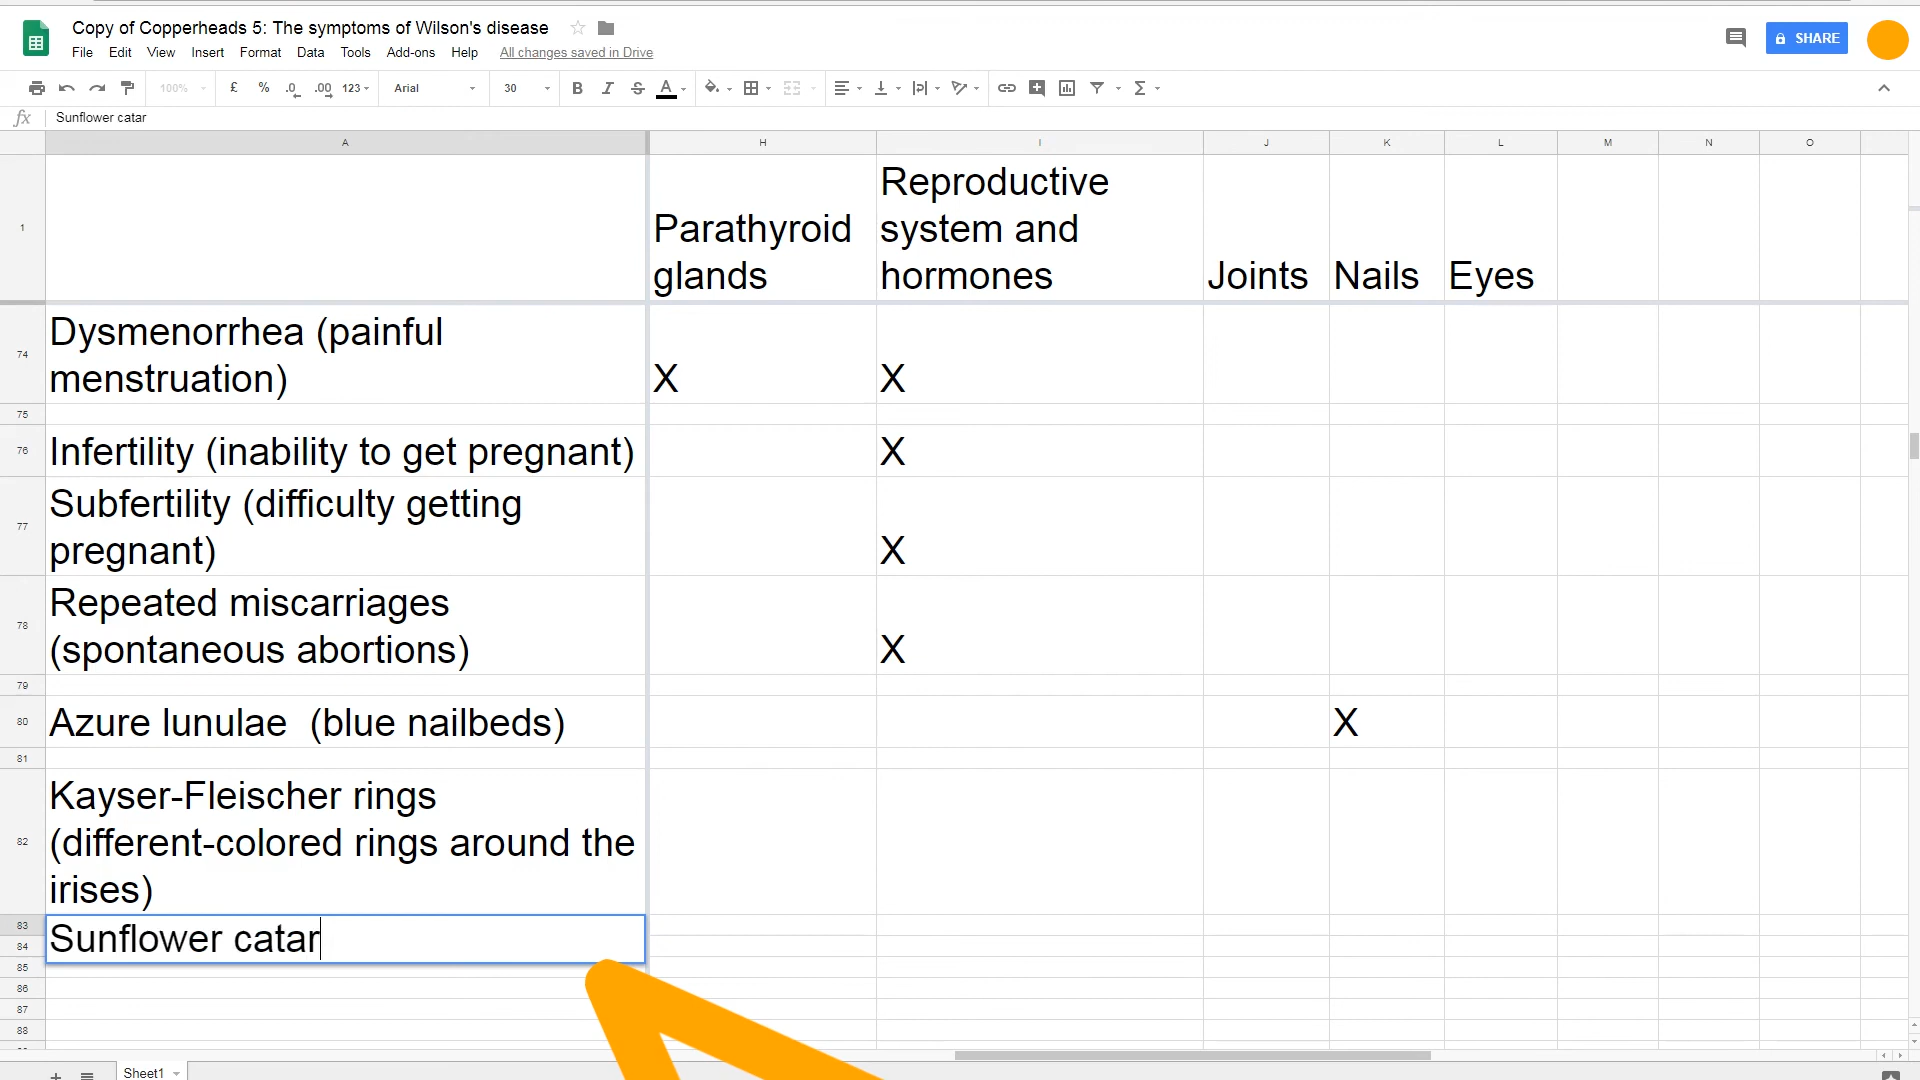 Copy of Copperheads 5: The symptoms of Wilson's disease
File Edit View Insert Format Data Tools Add-ons Help All changes saved in Drive
SHARE
100% £ % .0 .00 123 Arial 30 B I S A Σ
fx Sunflower catar
A H I J K L M N O
1 Parathyroid glands
Reproductive system and hormones
Joints Nails Eyes
74 Dysmenorrhea (painful
menstruation) X X
75
76 Infertility (inability to get pregnant) X
77 Subfertility (difficulty getting
pregnant) X
78 Repeated miscarriages
(spontaneous abortions) X
79
80 Azure lunulae  (blue nailbeds) X
81
82 Kayser-Fleischer rings
(different-colored rings around the
irises)
83 Sunflower catar
84
85
86
87
88
Sheet1